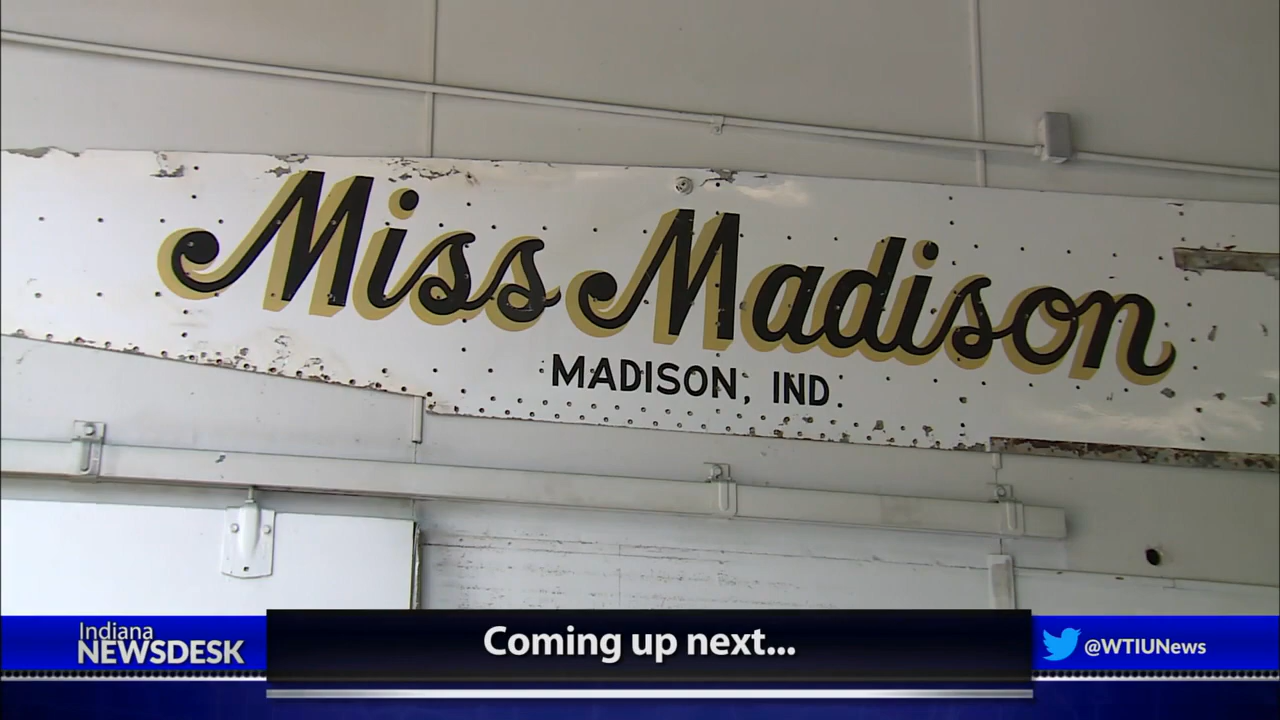 Miss Madison
MADISON, IND.
Indiana
NEWSDESK
Coming up next...
@WTIUNews